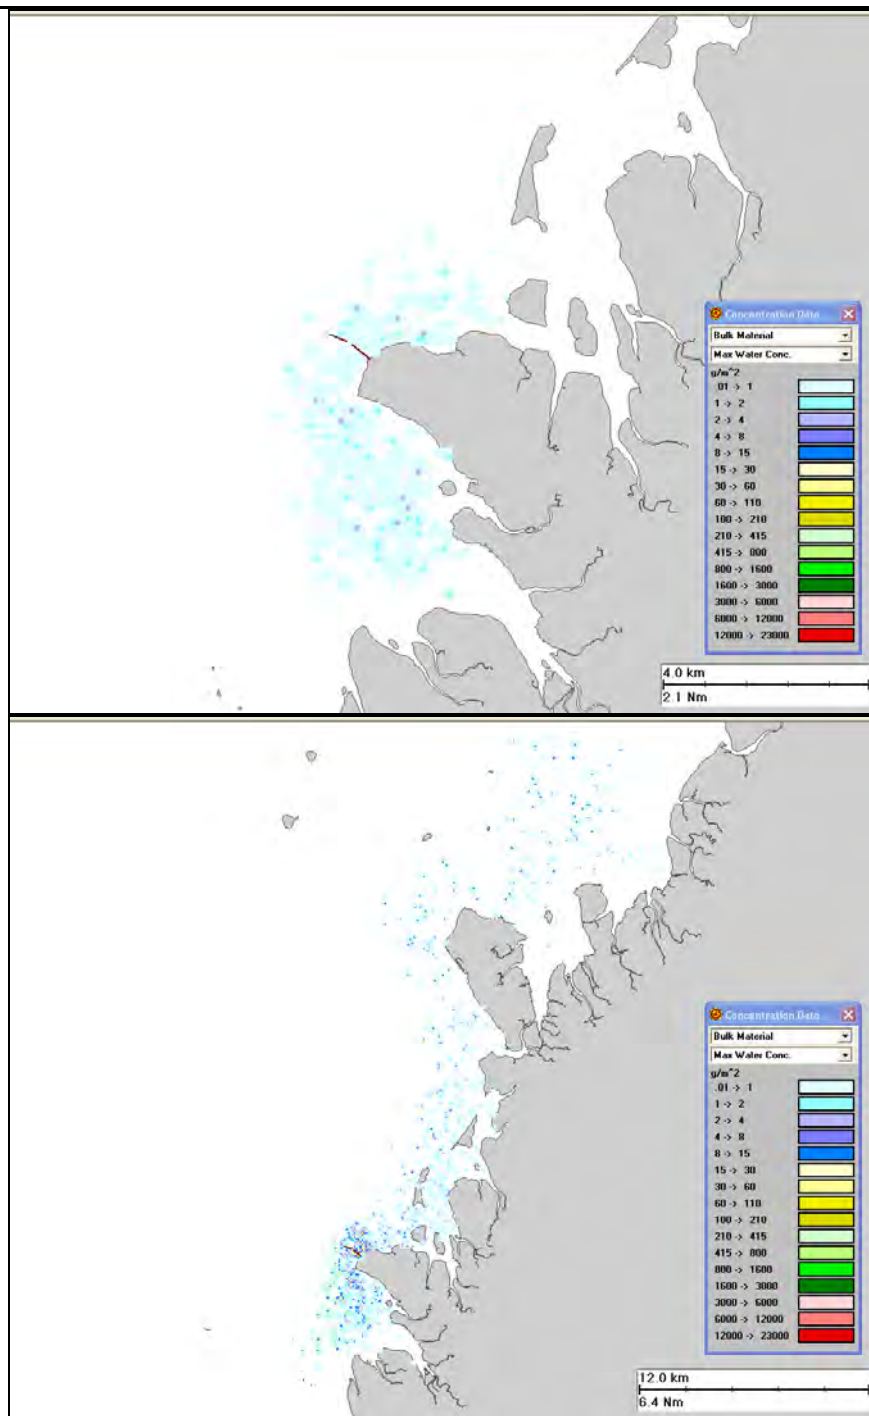 Concentration Data
Bulk Material
Max Water Conc.
g/m^2
.01 -> 1
1 -> 2
2 -> 4
4 -> 8
8 -> 15
15 -> 30
30 -> 60
60 -> 110
100 -> 210
210 -> 415
415 -> 800
800 -> 1600
1600 -> 3000
3000 -> 6000
6000 -> 12000
12000 -> 23000
4.0 km
2.1 Nm
Concentration Data
Bulk Material
Max Water Conc.
g/m^2
.01 -> 1
1 -> 2
2 -> 4
4 -> 8
8 -> 15
15 -> 30
30 -> 60
60 -> 110
100 -> 210
210 -> 415
415 -> 800
800 -> 1600
1600 -> 3000
3000 -> 6000
6000 -> 12000
12000 -> 23000
12.0 km
6.4 Nm